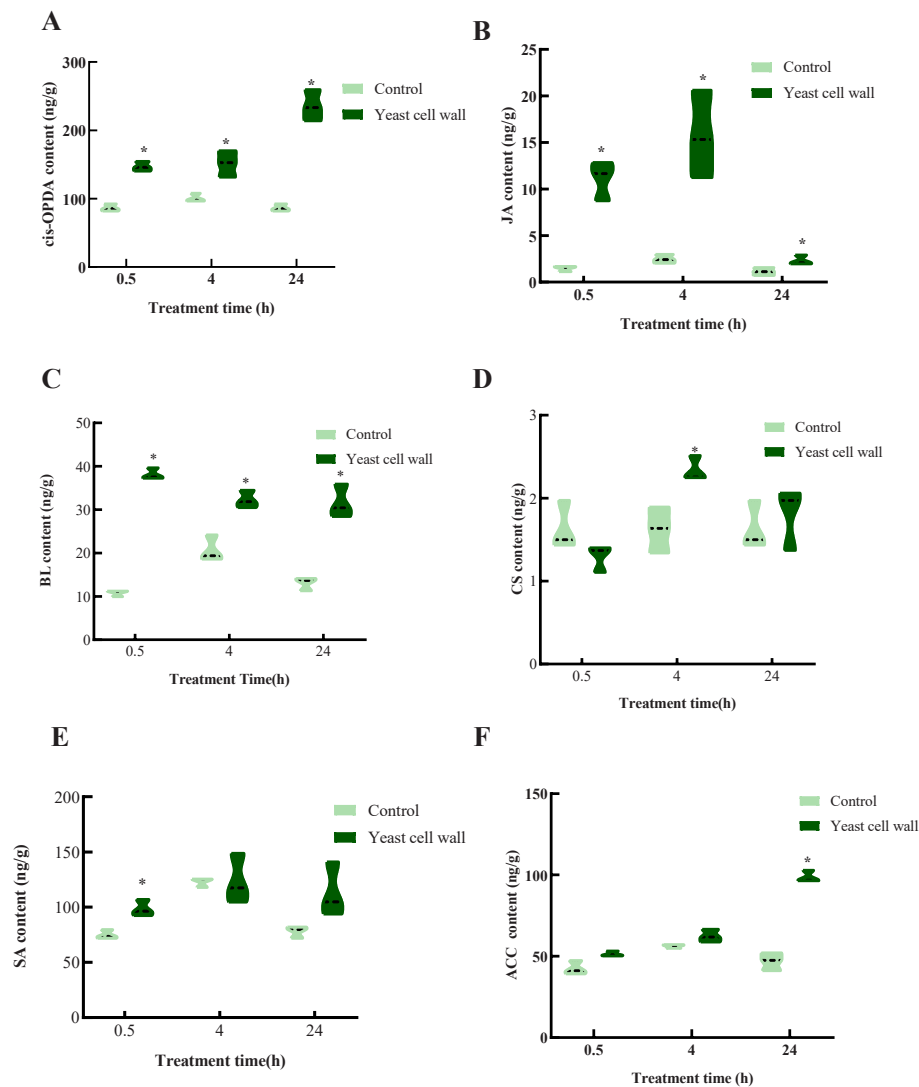 A
cis-OPDA content (ng/g)
300
200
100
0
*
*
*
Control
Yeast cell wall
0.5
4
24
Treatment time (h)
B
JA content (ng/g)
25
20
15
10
5
0
*
*
*
Control
Yeast cell wall
0.5
4
24
Treatment time (h)
C
BL content (ng/g)
50
40
30
20
10
0
*
*
*
Control
Yeast cell wall
0.5
4
24
Treatment Time(h)
D
CS content (ng/g)
3
2
1
0
*
Control
Yeast cell wall
0.5
4
24
Treatment time(h)
E
SA content (ng/g)
200
150
100
50
0
*
Control
Yeast cell wall
0.5
4
24
Treatment time(h)
F
ACC content (ng/g)
150
100
50
0
*
Control
Yeast cell wall
0.5
4
24
Treatment time (h)